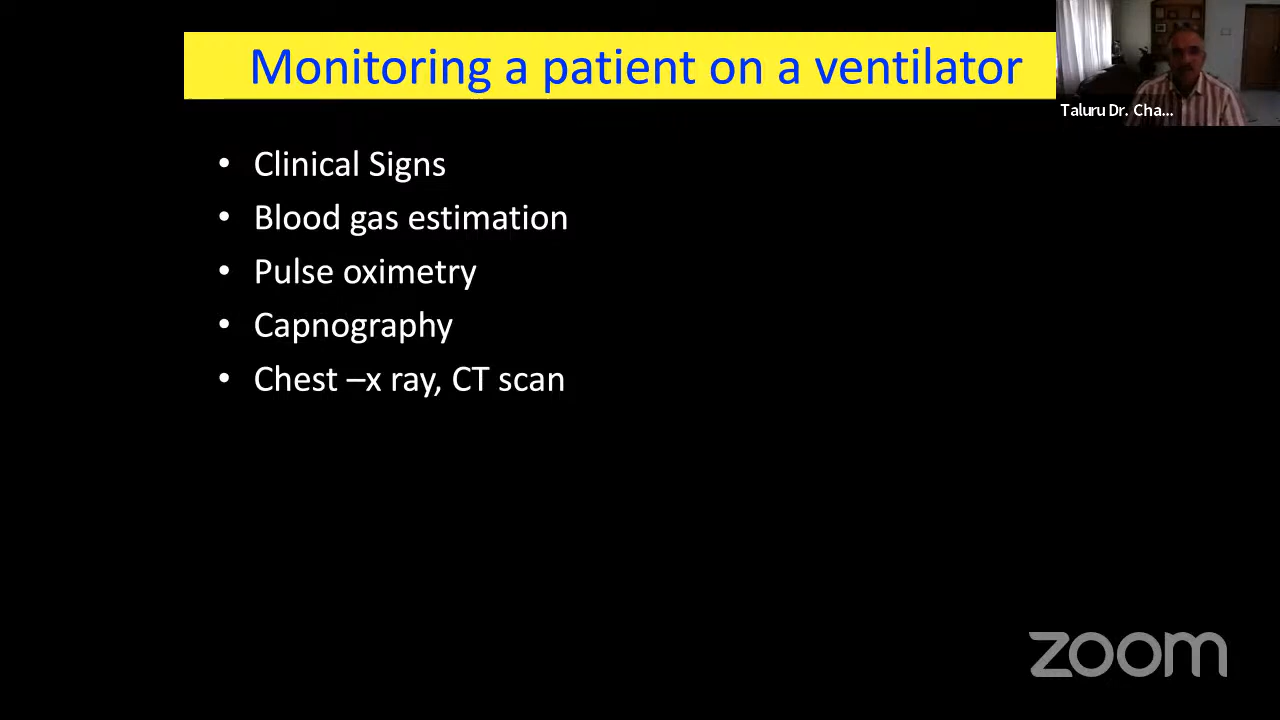 Monitoring a patient on a ventilator
Taluru Dr. Cha...
• Clinical Signs
• Blood gas estimation
• Pulse oximetry
• Capnography
• Chest –x ray, CT scan
zoom